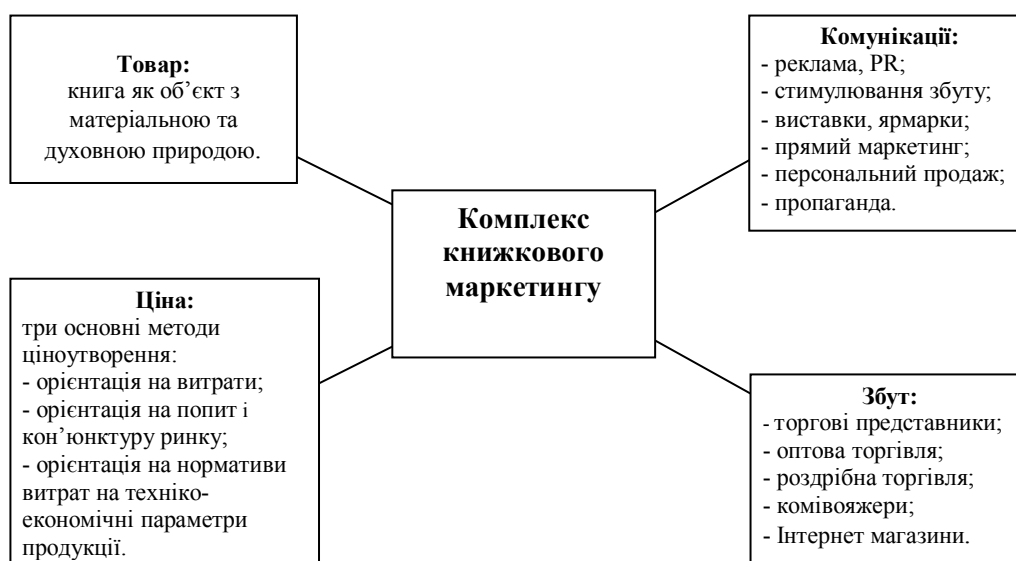 Товар:
книга як об’єкт з
матеріальною та
духовною природою.
Комунікації:
- реклама, PR;
- стимулювання збуту;
- виставки, ярмарки;
- прямий маркетинг;
- персональний продаж;
- пропаганда.
Комплекс
книжкового
маркетингу
Ціна:
три основні методи
ціноутворення:
- орієнтація на витрати;
- орієнтація на попит і
кон’юнктуру ринку;
- орієнтація на нормативи
витрат на техніко-
економічні параметри
продукції.
Збут:
- торгові представники;
- оптова торгівля;
- роздрібна торгівля;
- комівояжери;
- Інтернет магазини.